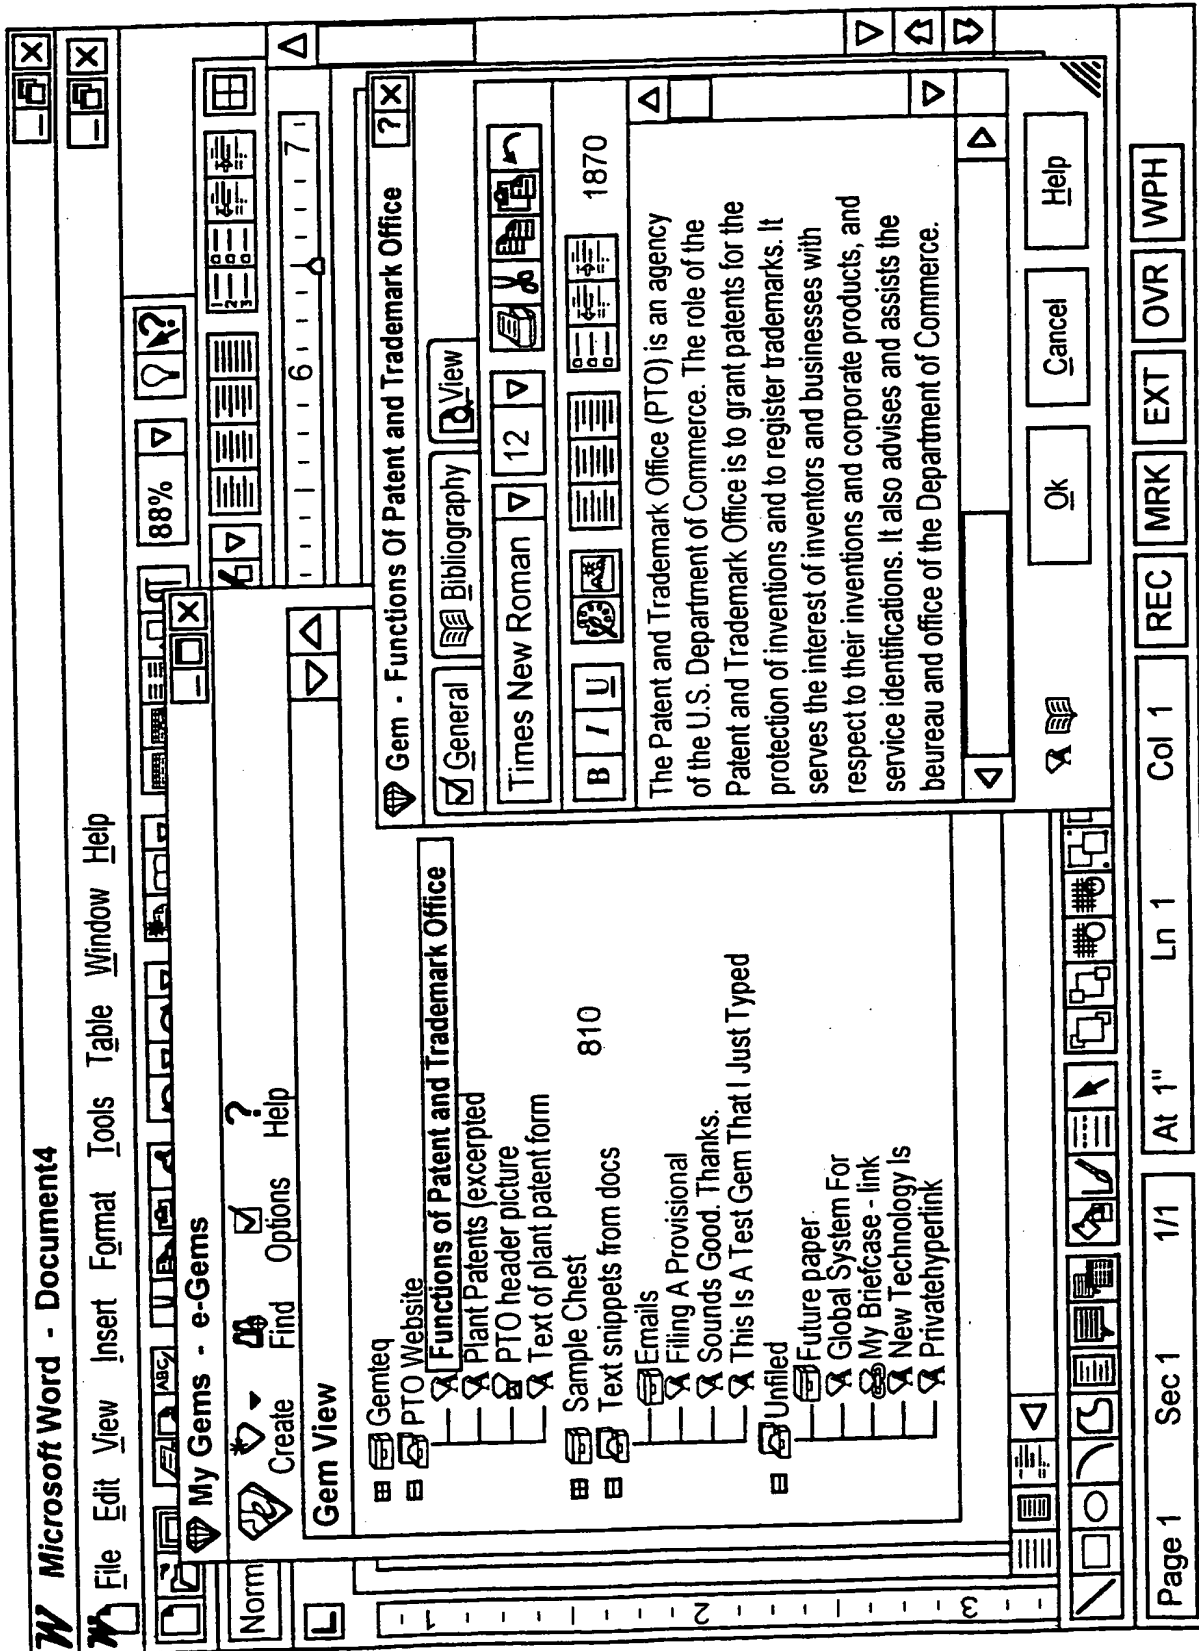 Microsoft Word - Document4
File Edit View Insert Format Tools Table Window Help
ABC
88%
?
Norm
1 2 3
6 7
My Gems - e-Gems
Create Find Options Help
?
Gem View
Gemteq
PTO Website
Functions of Patent and Trademark Office
Plant Patents (excerpted
PTO header picture
Text of plant patent form
Sample Chest
810
Text snippets from docs
Emails
Filing A Provisional
Sounds Good. Thanks.
This Is A Test Gem That I Just Typed
Unfiled
Future paper
Global System For
My Briefcase - link
New Technology Is
Privatehyperlink
Gem - Functions Of Patent and Trademark Office
?
General Bibliography View
Times New Roman 12
B I U
1870
The Patent and Trademark Office (PTO) is an agency
of the U.S. Department of Commerce. The role of the
Patent and Trademark Office is to grant patents for the
protection of inventions and to register trademarks. It
serves the interest of inventors and businesses with
respect to their inventions and corporate products, and
service identifications. It also advises and assists the
beureau and office of the Department of Commerce.
Ok Cancel Help
1
2
3
Page 1 Sec 1 1/1 At 1" Ln 1 Col 1 REC MRK EXT OVR WPH